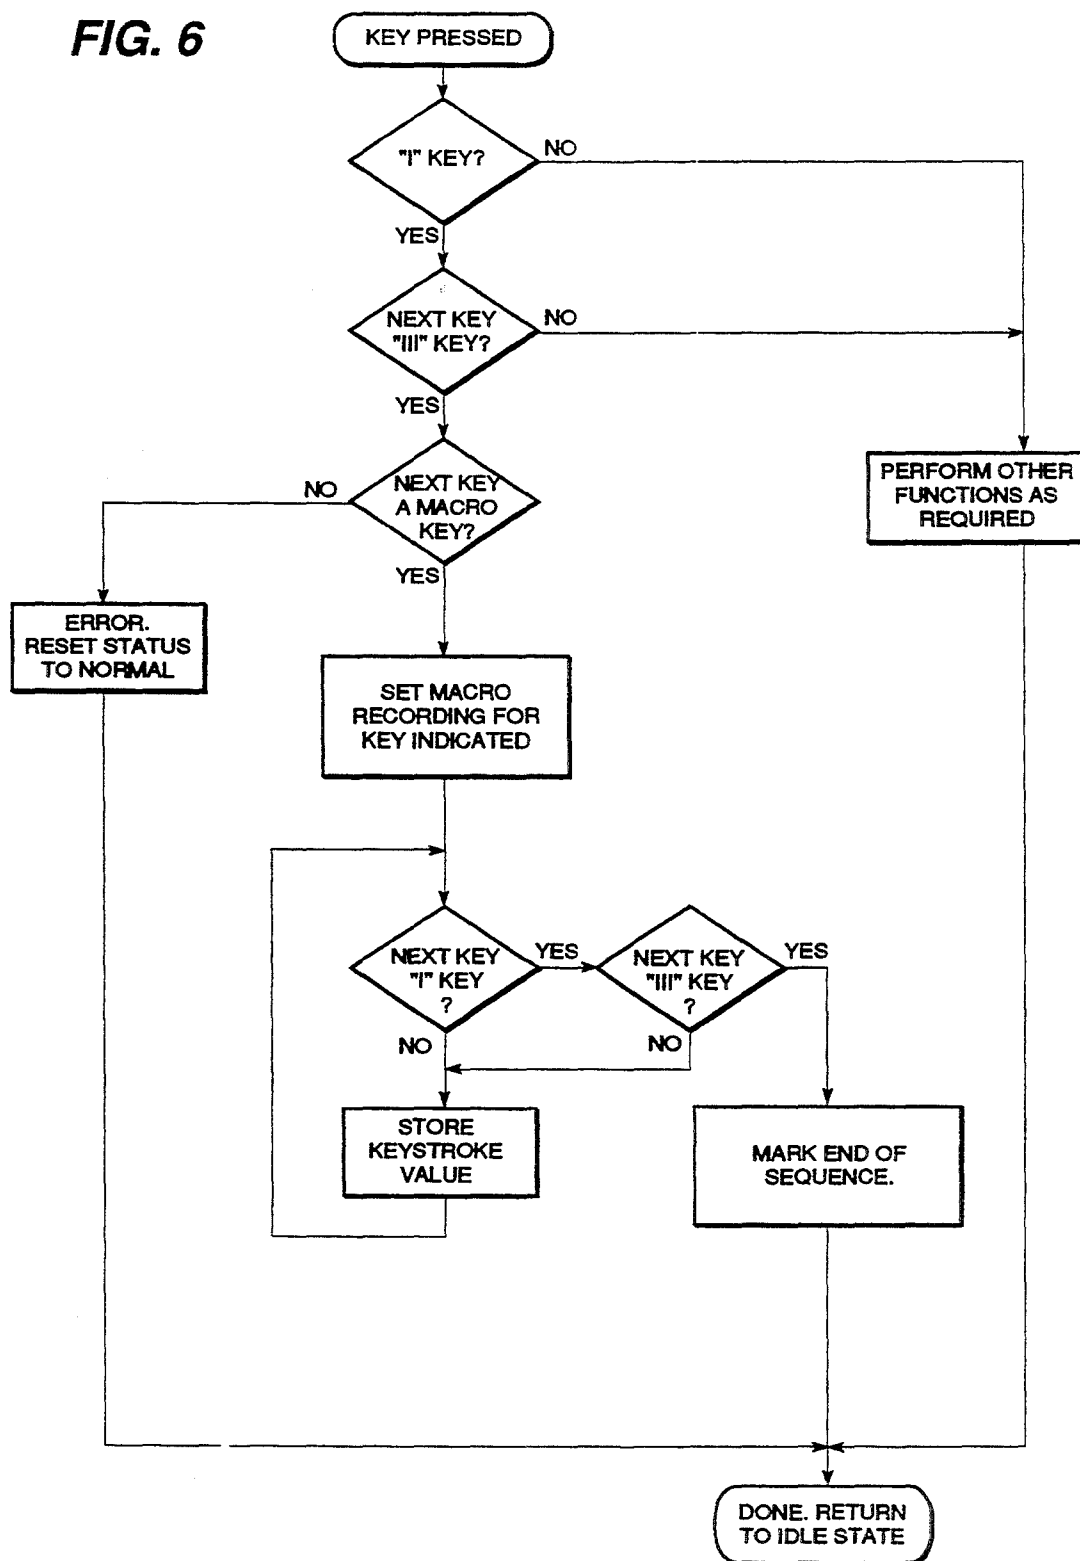 FIG. 6
KEY PRESSED
"I" KEY?
NO
YES
NEXT KEY
"III" KEY?
NO
YES
NEXT KEY
A MACRO
KEY?
NO
YES
PERFORM OTHER
FUNCTIONS AS
REQUIRED
ERROR.
RESET STATUS
TO NORMAL
SET MACRO
RECORDING FOR
KEY INDICATED
NEXT KEY
"I" KEY
?
YES
NO
NEXT KEY
"III" KEY
?
YES
NO
STORE
KEYSTROKE
VALUE
MARK END OF
SEQUENCE.
DONE. RETURN
TO IDLE STATE